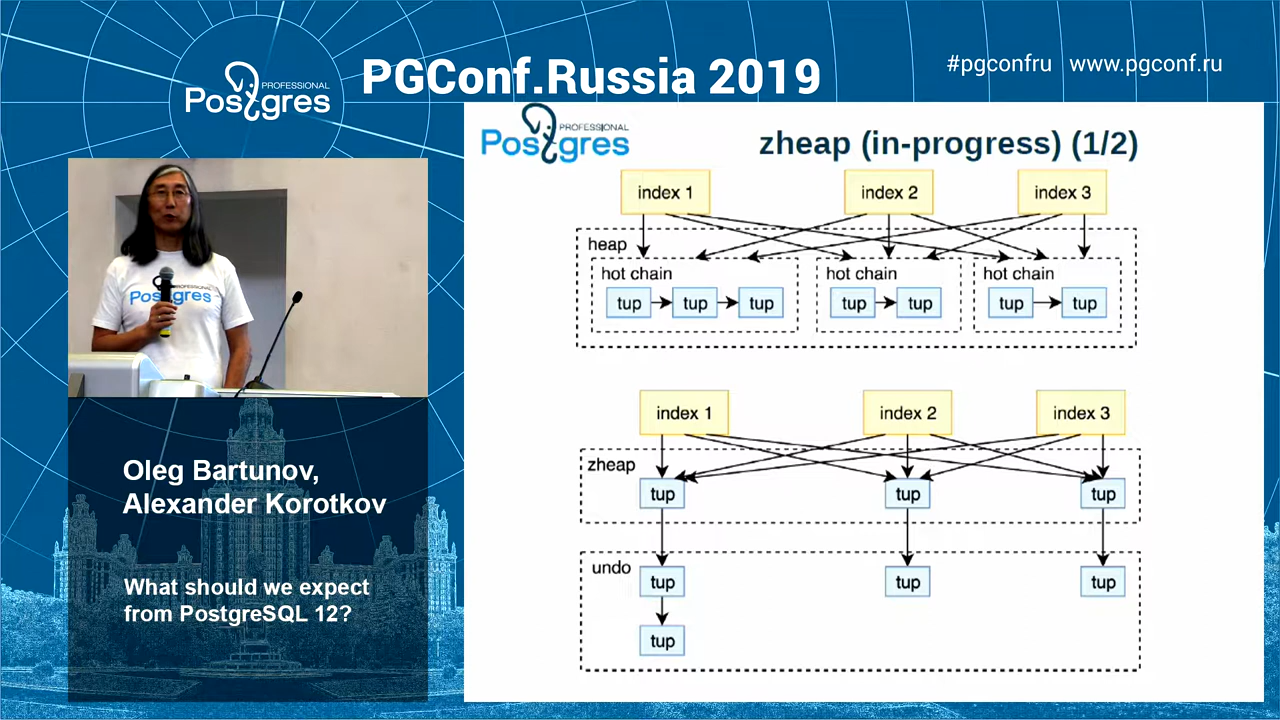 PROFESSIONAL
Postgres
PGConf.Russia 2019
#pgconfru www.pgconf.ru
PROFESSIONAL
Postgres
Oleg Bartunov,
Alexander Korotkov
What should we expect
from PostgreSQL 12?
PROFESSIONAL
Postgres
zheap (in-progress) (1/2)
index 1 index 2 index 3
heap
hot chain hot chain hot chain
tup tup tup tup tup tup tup
index 1 index 2 index 3
zheap
tup tup tup
undo
tup tup tup
tup